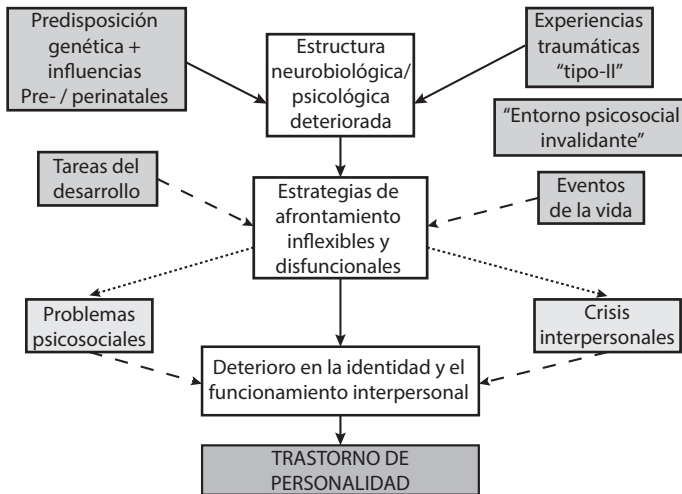 Predisposición
genética +
influencias
Pre- / perinatales
Estructura
neurobiológica/
psicológica
deteriorada
Experiencias
traumáticas
“tipo-II”
“Entorno psicosocial
invalidante”
Tareas del
desarrollo
Estrategias de
afrontamiento
inflexibles y
disfuncionales
Eventos
de la vida
Problemas
psicosociales
Crisis
interpersonales
Deterioro en la identidad y el
funcionamiento interpersonal
TRASTORNO DE
PERSONALIDAD